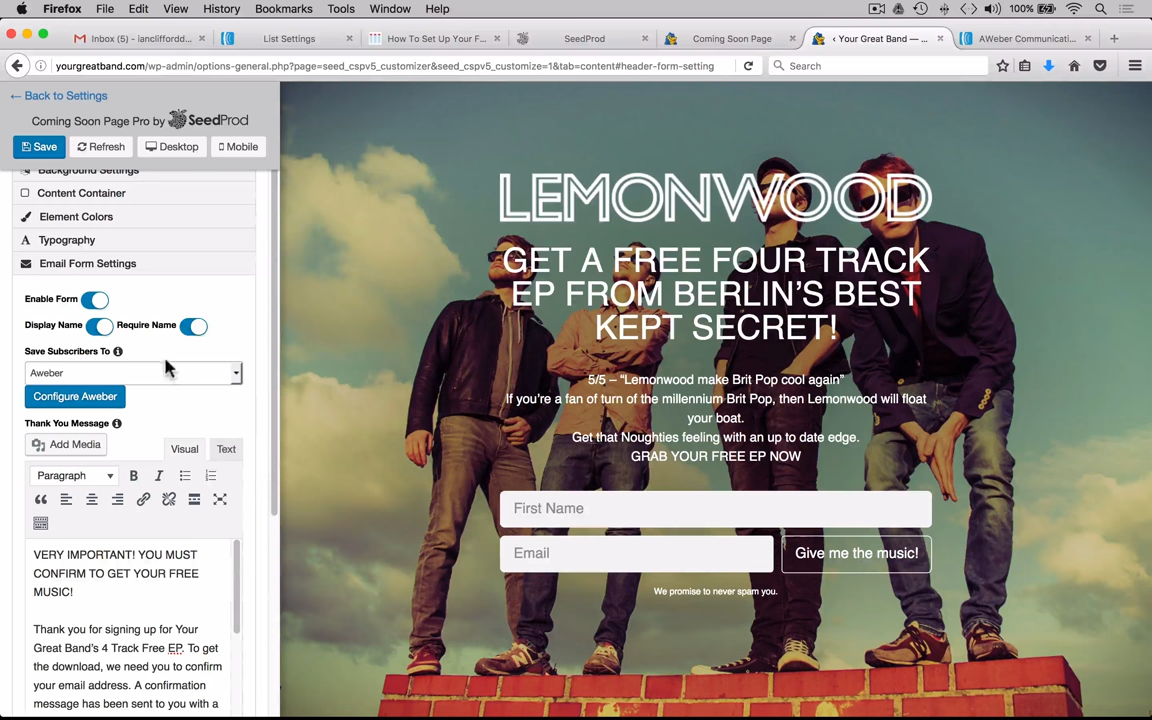 Firefox File Edit View History Bookmarks Tools Window Help 100%
Inbox (5) - ianclifforddd... List Settings How To Set Up Your F... SeedProd Coming Soon Page ‹ Your Great Band — ... AWeber Communicati...
yourgreatband.com/wp-admin/options-general.php?page=seed_cspv5_customizer&seed_cspv5_customize=1&tab=content#header-form-setting Search
← Back to Settings
Coming Soon Page Pro by SeedProd
Save Refresh Desktop Mobile
Background Settings
Content Container
Element Colors
Typography
Email Form Settings
Enable Form
Display Name Require Name
Save Subscribers To
Aweber
Configure Aweber
Thank You Message
Add Media Visual Text
Paragraph B I
VERY IMPORTANT! YOU MUST
CONFIRM TO GET YOUR FREE
MUSIC!
Thank you for signing up for Your
Great Band's 4 Track Free EP. To get
the download, we need you to confirm
your email address. A confirmation
message has been sent to you with a
LEMONWOOD
GET A FREE FOUR TRACK
EP FROM BERLIN'S BEST
KEPT SECRET!
5/5 – “Lemonwood make Brit Pop cool again”
If you're a fan of turn of the millennium Brit Pop, then Lemonwood will float
your boat.
Get that Noughties feeling with an up to date edge.
GRAB YOUR FREE EP NOW
First Name
Email Give me the music!
We promise to never spam you.